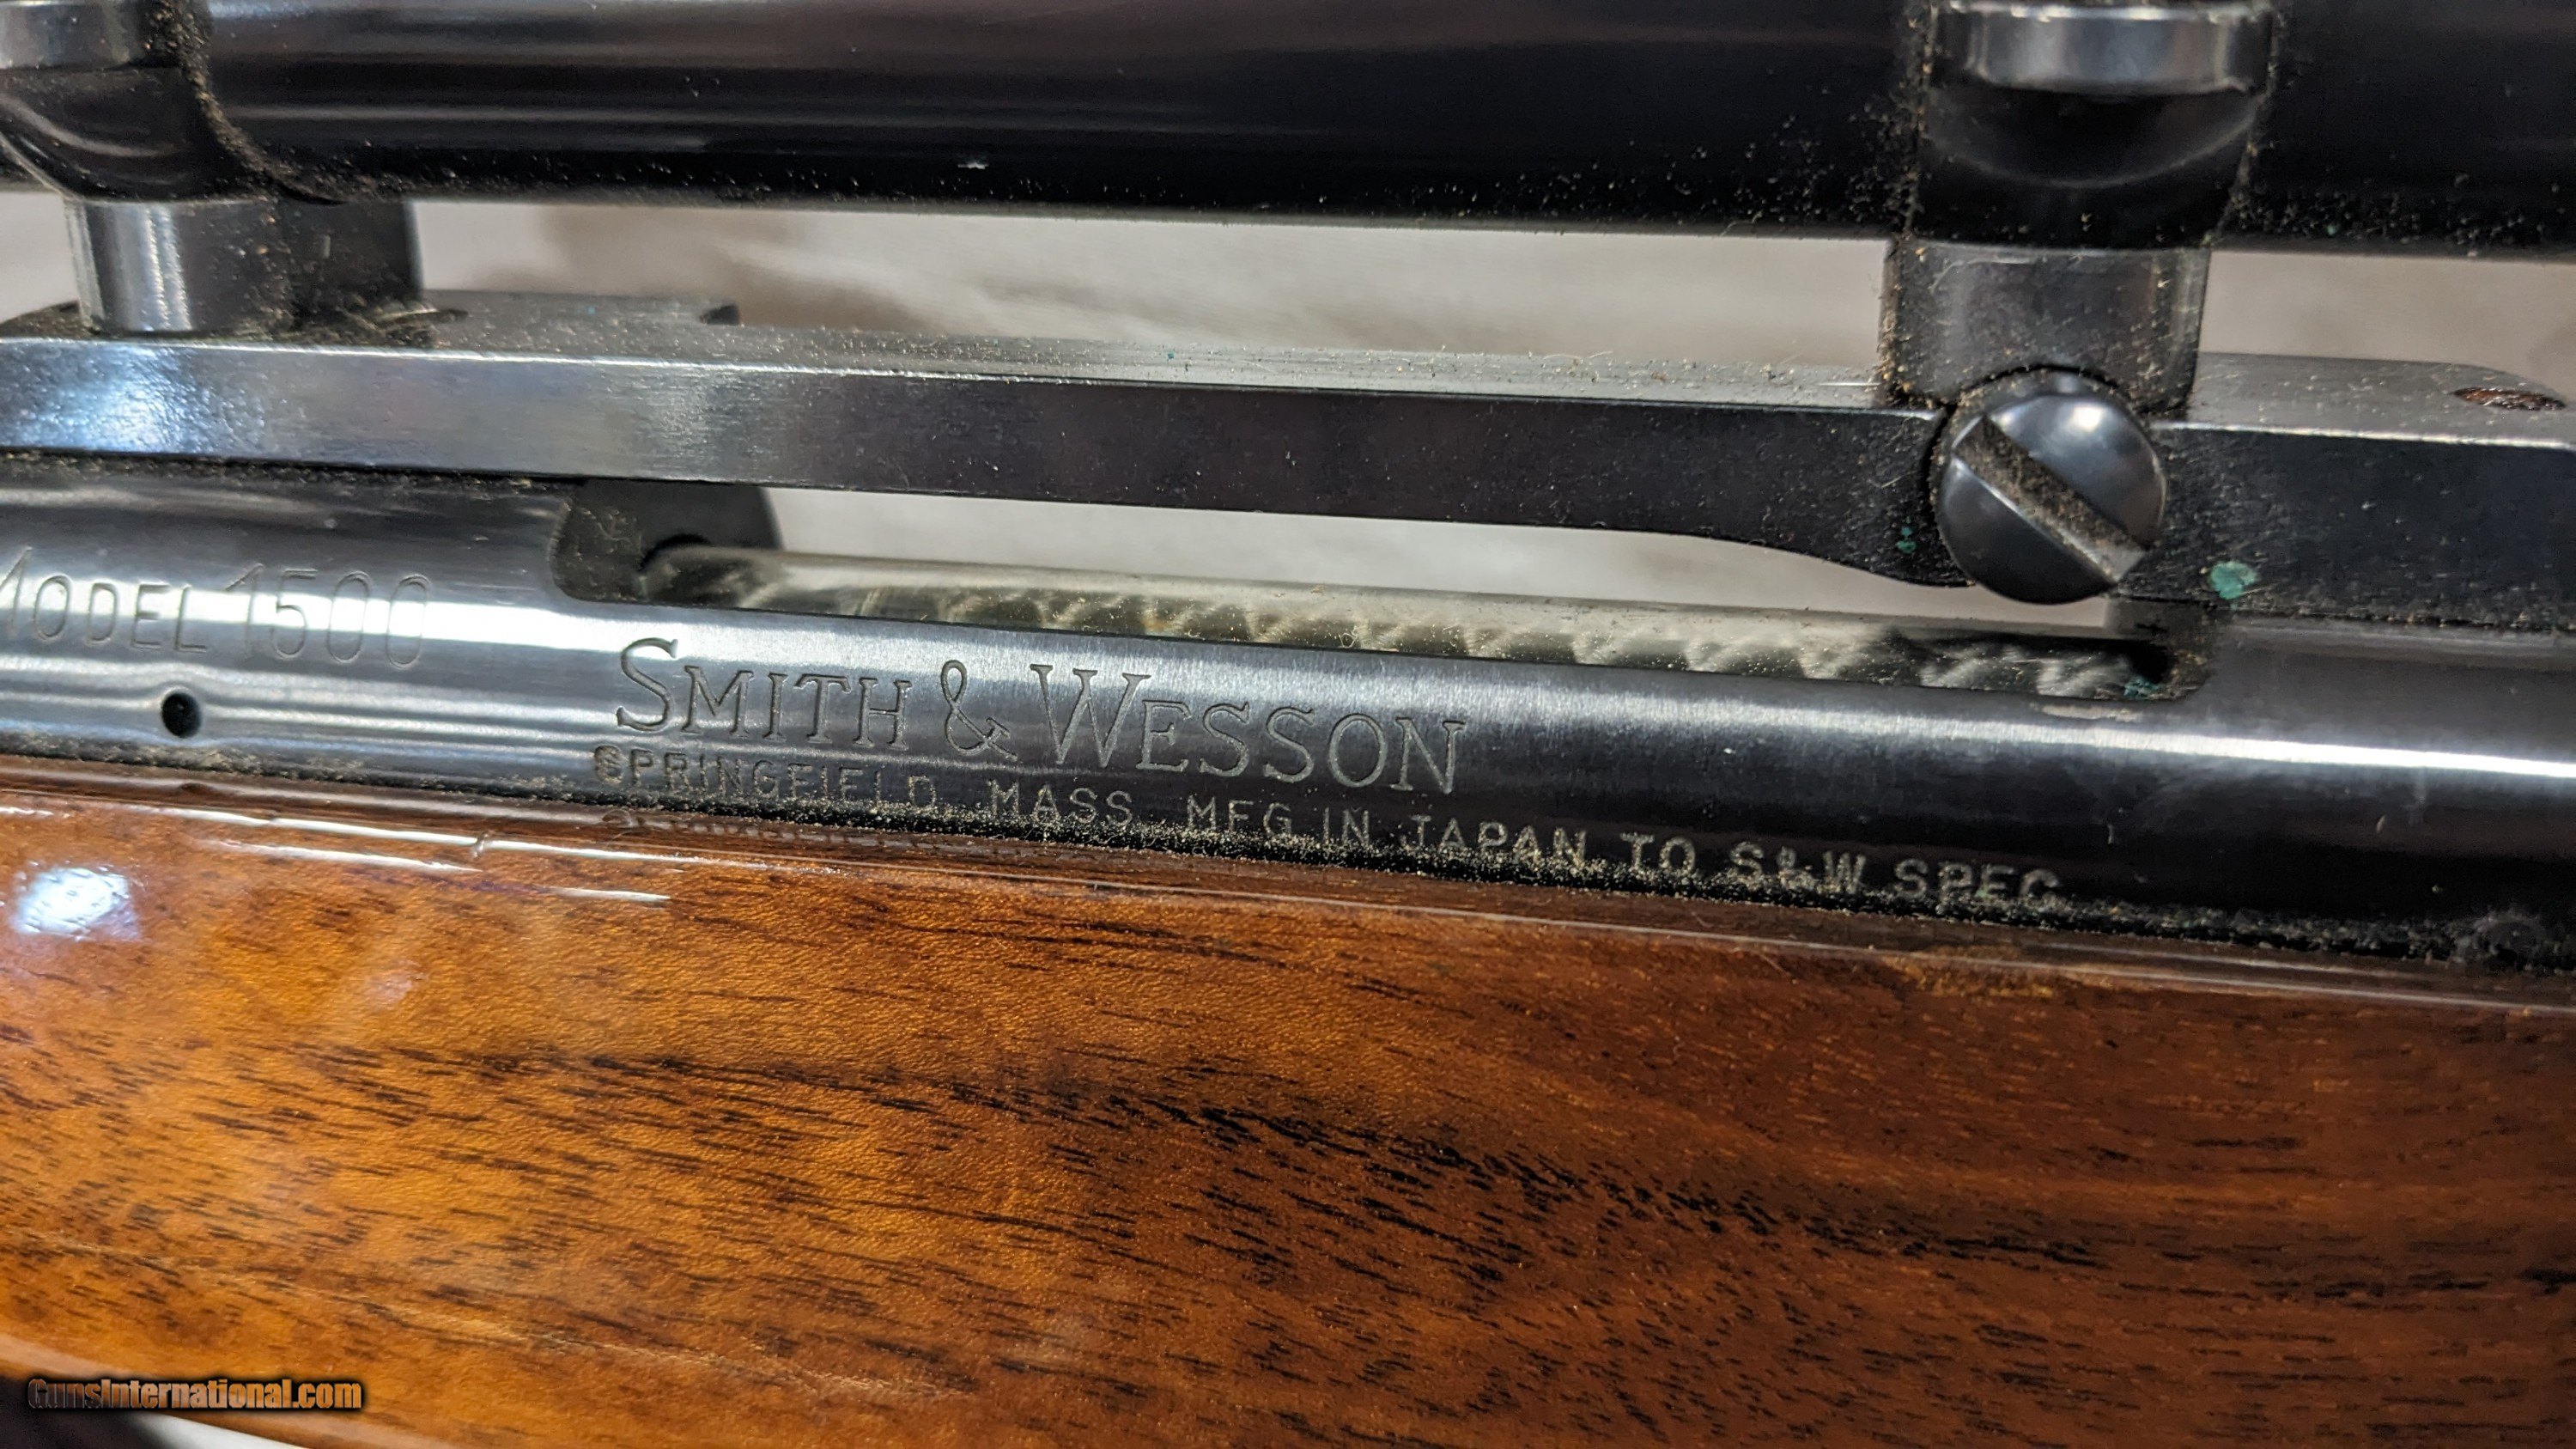 MODEL 1500
SMITH & WESSON
SPRINGFIELD, MASS. MFG IN JAPAN TO S&W SPEC.
GunsInternational.com